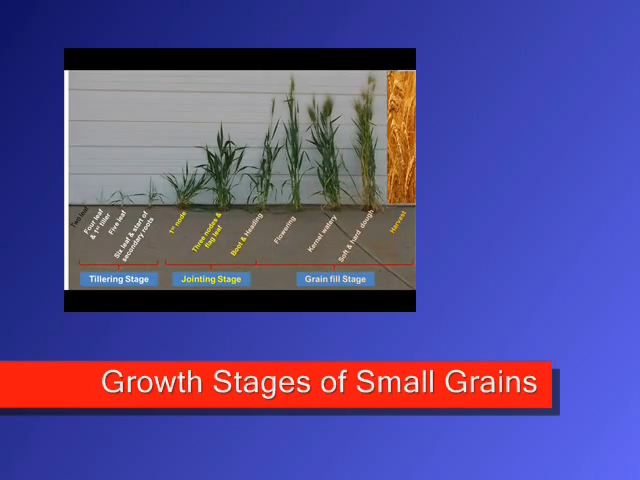 Two leaf
Four leaf
& 1st tiller
Five leaf
Six leaf & start of
secondary roots
1st node
Three nodes &
flag leaf
Boot & Heading
Flowering
Kernal watery
Soft & hard dough
Harvest
Tillering Stage
Jointing Stage
Grain fill Stage
Growth Stages of Small Grains